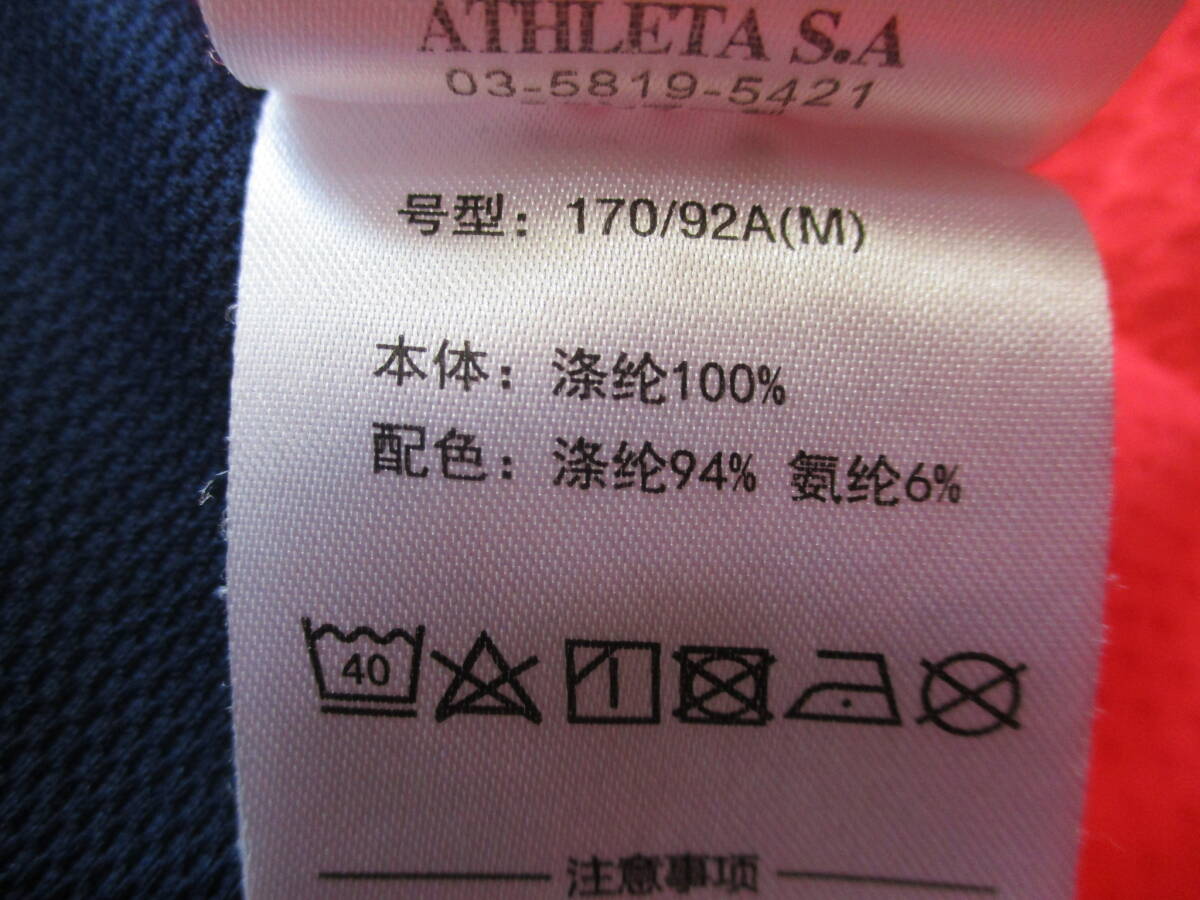 ATHLETA S.A
03-5819-5421
号型：170/92A(M)
本体：涤纶100%
配色：涤纶94% 氨纶6%
40
注意事项